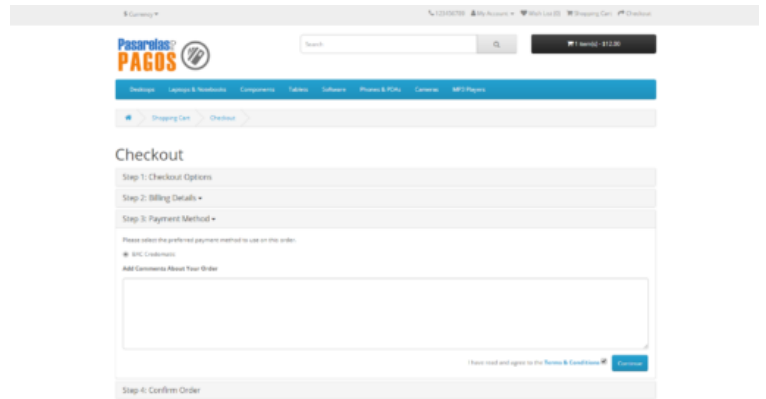 $ Currency
123456789 My Account Wish List (0) Shopping Cart Checkout
Pasarelas de
PAGOS
Search
1 item(s) - $12.00
Desktops Laptops & Notebooks Components Tablets Software Phones & PDAs Cameras MP3 Players
Shopping Cart Checkout
Checkout
Step 1: Checkout Options
Step 2: Billing Details
Step 3: Payment Method
Please select the preferred payment method to use on this order.
BAC Credomatic
Add Comments About Your Order
I have read and agree to the Terms & Conditions Continue
Step 4: Confirm Order